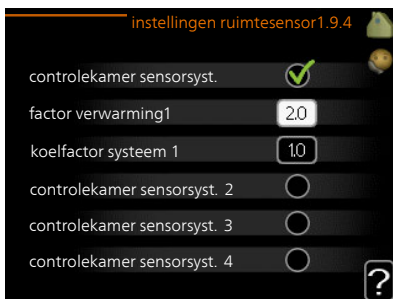 instellingen ruimtesensor1.9.4
controlekamer sensorsyst.
factor verwarming1 2.0
koelfactor systeem 1 1.0
controlekamer sensorsyst. 2
controlekamer sensorsyst. 3
controlekamer sensorsyst. 4
?